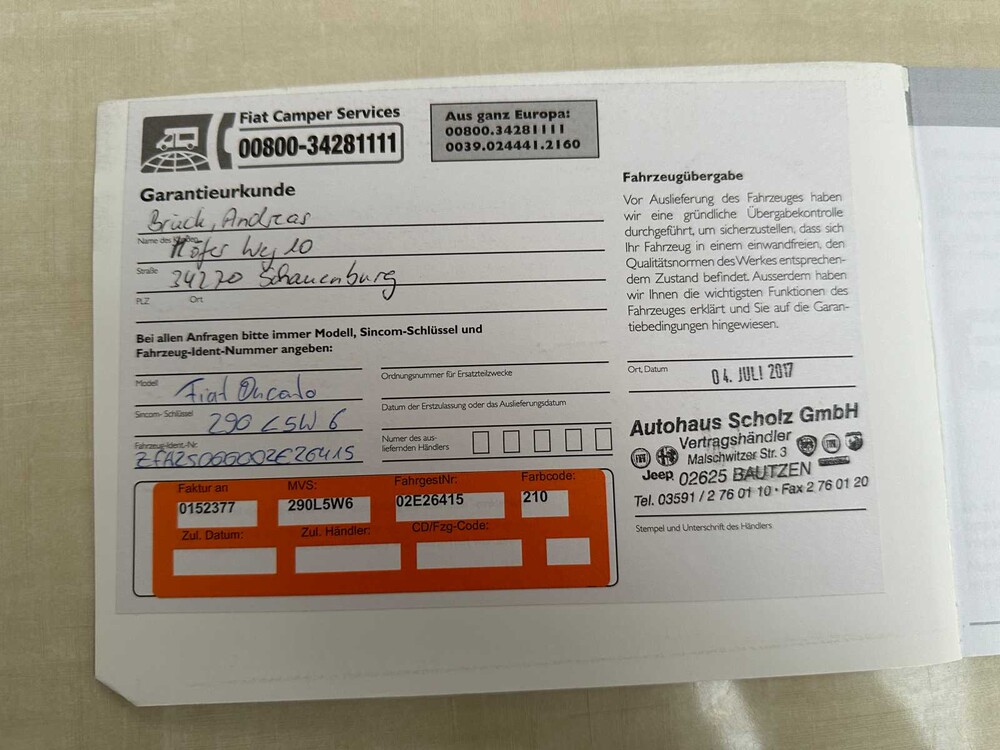 Fiat Camper Services
00800-34281111
Aus ganz Europa:
00800.34281111
0039.024441.2160
Garantieurkunde
Brück, Andreas
Name des
Höfer Weg 10
Straße
34270 Schauenburg
PLZ Ort
Bei allen Anfragen bitte immer Modell, Sincom-Schlüssel und
Fahrzeug-Ident-Nummer angeben:
Modell
Fiat Ducato
Sincom-Schlüssel
290 L5W 6
Fahrzeug-Ident.-Nr.
ZFA25000002E26415
Ordnungsnummer für Ersatzteilzwecke
Datum der Erstzulassung oder das Auslieferungsdatum
Numer des aus-
liefernden Händlers
Faktur an MVS: FahrgestNr: Farbcode:
0152377 290L5W6 02E26415 210
Zul. Datum: Zul. Händler: CD/Fzg-Code:
Fahrzeugübergabe
Vor Auslieferung des Fahrzeuges haben
wir eine gründliche Übergabekontrolle
durchgeführt, um sicherzustellen, dass sich
Ihr Fahrzeug in einem einwandfreien, den
Qualitätsnormen des Werkes entsprechen-
dem Zustand befindet. Ausserdem haben
wir Ihnen die wichtigsten Funktionen des
Fahrzeuges erklärt und Sie auf die Garan-
tiebedingungen hingewiesen.
Ort, Datum
04. JULI 2017
Autohaus Scholz GmbH
Vertragshändler
Malschwitzer Str. 3
Jeep 02625 BAUTZEN
Tel. 03591 / 2 76 01 10 • Fax 2 76 01 20
Stempel und Unterschrift des Händlers